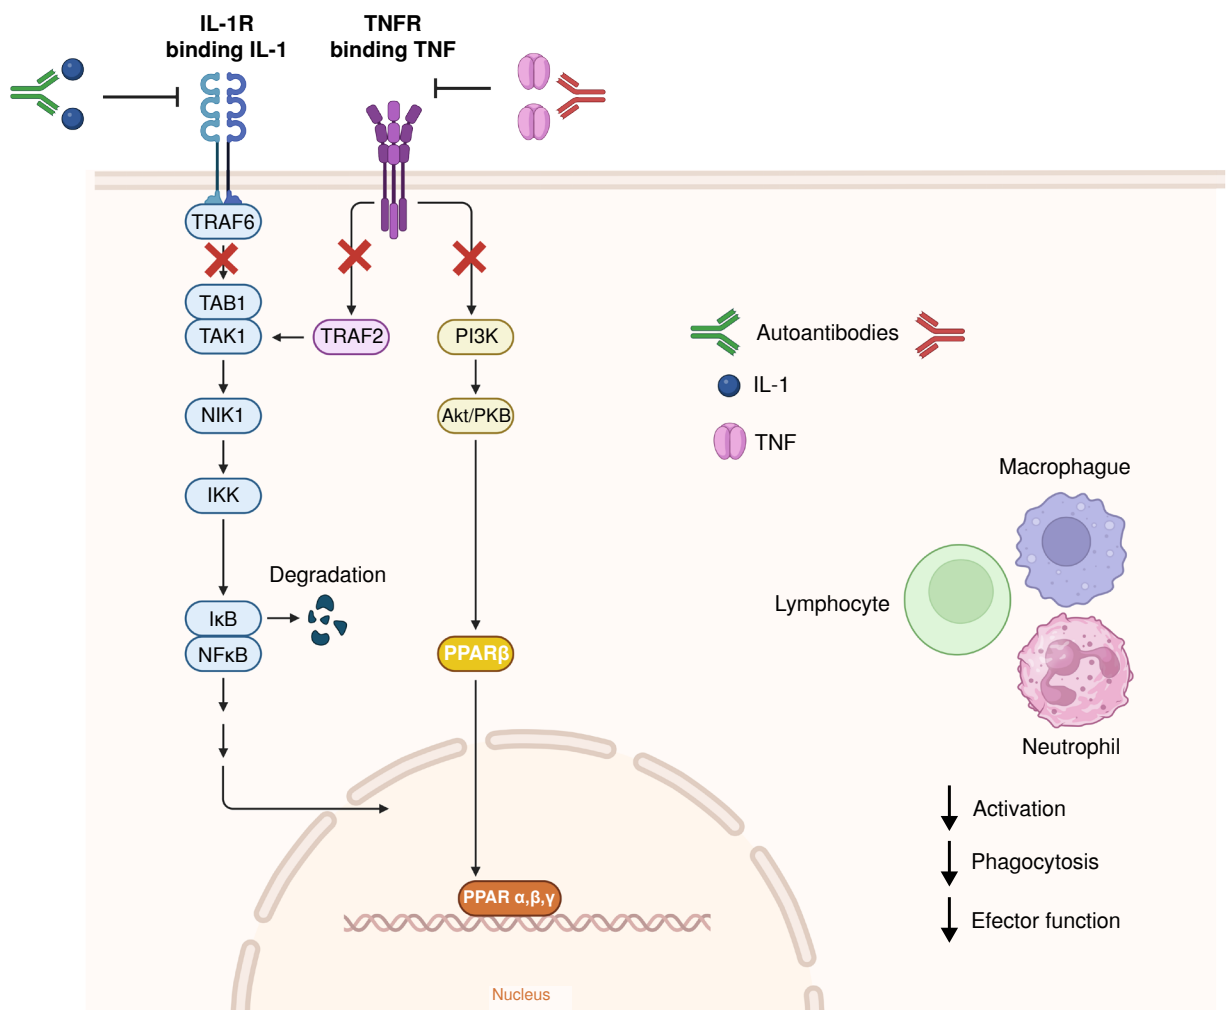 IL-1R
binding IL-1
TNFR
binding TNF
TRAF6
TAB1
TAK1
TRAF2
PI3K
NIK1
Akt/PKB
IKK
Degradation
IκB
NFκB
PPARβ
PPAR α,β,γ
Nucleus
Autoantibodies
IL-1
TNF
Macrophague
Lymphocyte
Neutrophil
Activation
Phagocytosis
Efector function